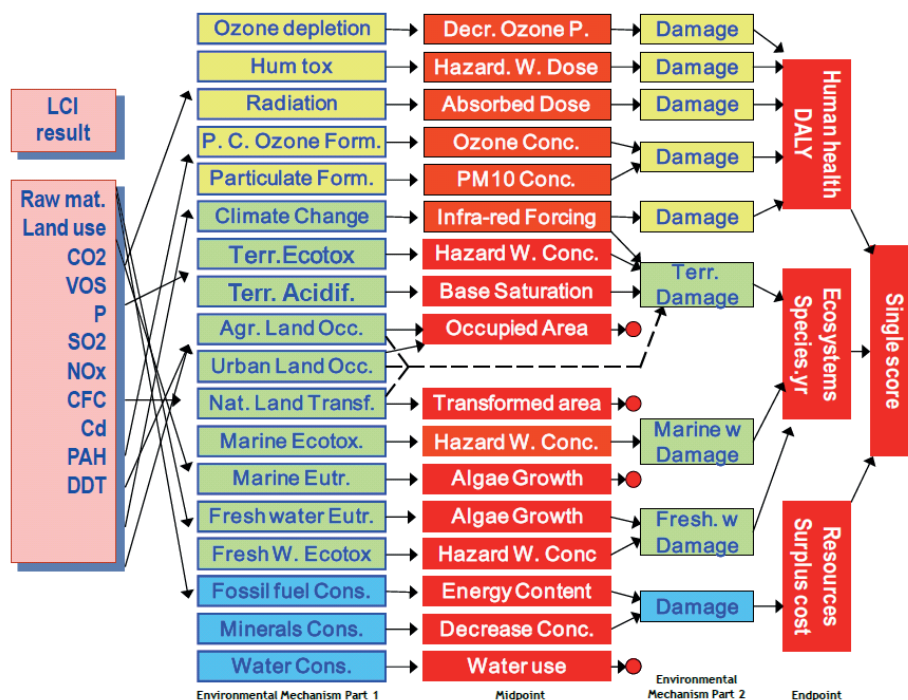 LCI
result
Raw mat.
Land use
CO2
VOS
P
SO2
NOx
CFC
Cd
PAH
DDT
Ozone depletion
Hum tox
Radiation
P. C. Ozone Form.
Particulate Form.
Climate Change
Terr.Ecotox
Terr. Acidif.
Agr. Land Occ.
Urban Land Occ.
Nat. Land Transf.
Marine Ecotox.
Marine Eutr.
Freshwater Eutr.
Fresh W. Ecotox
Fossil fuel Cons.
Minerals Cons.
Water Cons.
Environmental Mechanism Part 1
Decr. Ozone P.
Hazard. W. Dose
Absorbed Dose
Ozone Conc.
PM10 Conc.
Infra-red Forcing
Hazard W. Conc.
Base Saturation
Occupied Area
Transformed area
Hazard W. Conc.
Algae Growth
Algae Growth
Hazard W. Conc
Energy Content
Decrease Conc.
Water use
Midpoint
Damage
Damage
Damage
Damage
Damage
Terr.
Damage
Marine w
Damage
Fresh. w
Damage
Damage
Environmental
Mechanism Part 2
Human health
DALY
Ecosystems
Species.yr
Resources
Surplus cost
Endpoint
Single score